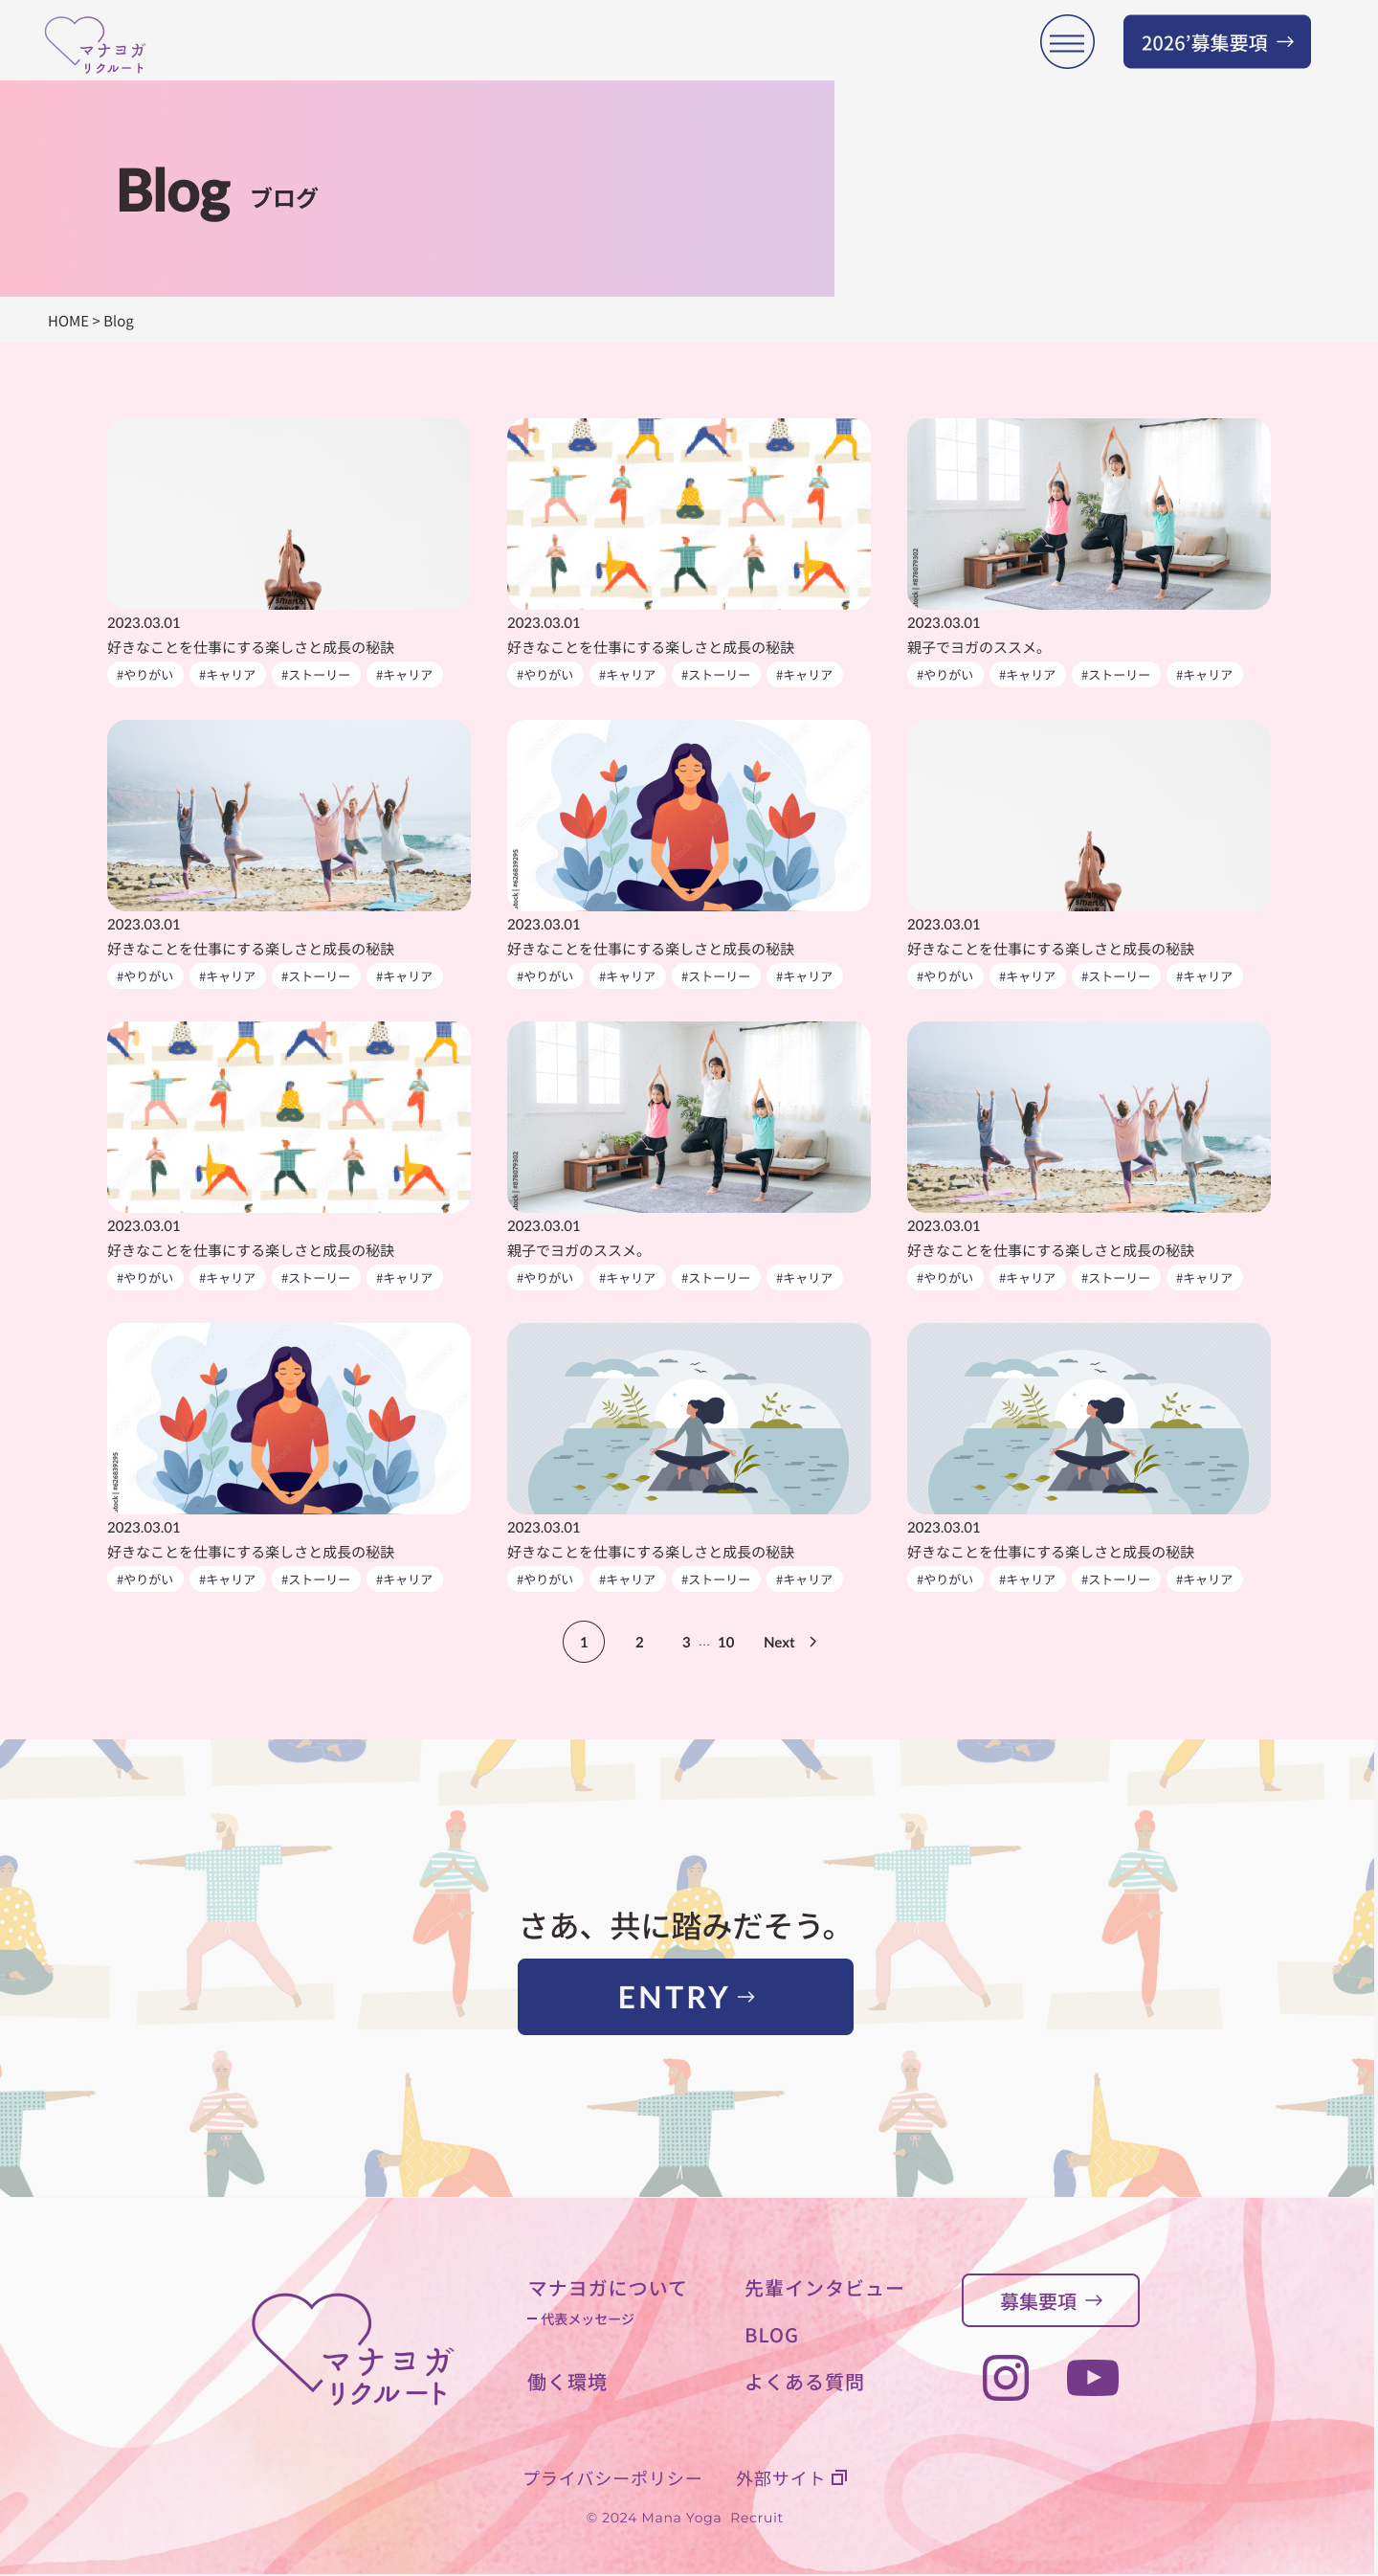 マナヨガ
リクルート
2026’募集要項
Blog ブログ
HOME > Blog
2023.03.01
好きなことを仕事にする楽しさと成長の秘訣
#やりがい #キャリア #ストーリー #キャリア
2023.03.01
好きなことを仕事にする楽しさと成長の秘訣
#やりがい #キャリア #ストーリー #キャリア
2023.03.01
親子でヨガのススメ。
#やりがい #キャリア #ストーリー #キャリア
2023.03.01
好きなことを仕事にする楽しさと成長の秘訣
#やりがい #キャリア #ストーリー #キャリア
2023.03.01
好きなことを仕事にする楽しさと成長の秘訣
#やりがい #キャリア #ストーリー #キャリア
2023.03.01
好きなことを仕事にする楽しさと成長の秘訣
#やりがい #キャリア #ストーリー #キャリア
2023.03.01
好きなことを仕事にする楽しさと成長の秘訣
#やりがい #キャリア #ストーリー #キャリア
2023.03.01
親子でヨガのススメ。
#やりがい #キャリア #ストーリー #キャリア
2023.03.01
好きなことを仕事にする楽しさと成長の秘訣
#やりがい #キャリア #ストーリー #キャリア
2023.03.01
好きなことを仕事にする楽しさと成長の秘訣
#やりがい #キャリア #ストーリー #キャリア
2023.03.01
好きなことを仕事にする楽しさと成長の秘訣
#やりがい #キャリア #ストーリー #キャリア
2023.03.01
好きなことを仕事にする楽しさと成長の秘訣
#やりがい #キャリア #ストーリー #キャリア
1 2 3 … 10 Next
さあ、共に踏みだそう。
ENTRY
マナヨガ
リクルート
マナヨガについて
代表メッセージ
働く環境
先輩インタビュー
BLOG
よくある質問
募集要項
プライバシーポリシー 外部サイト
© 2024 Mana Yoga Recruit